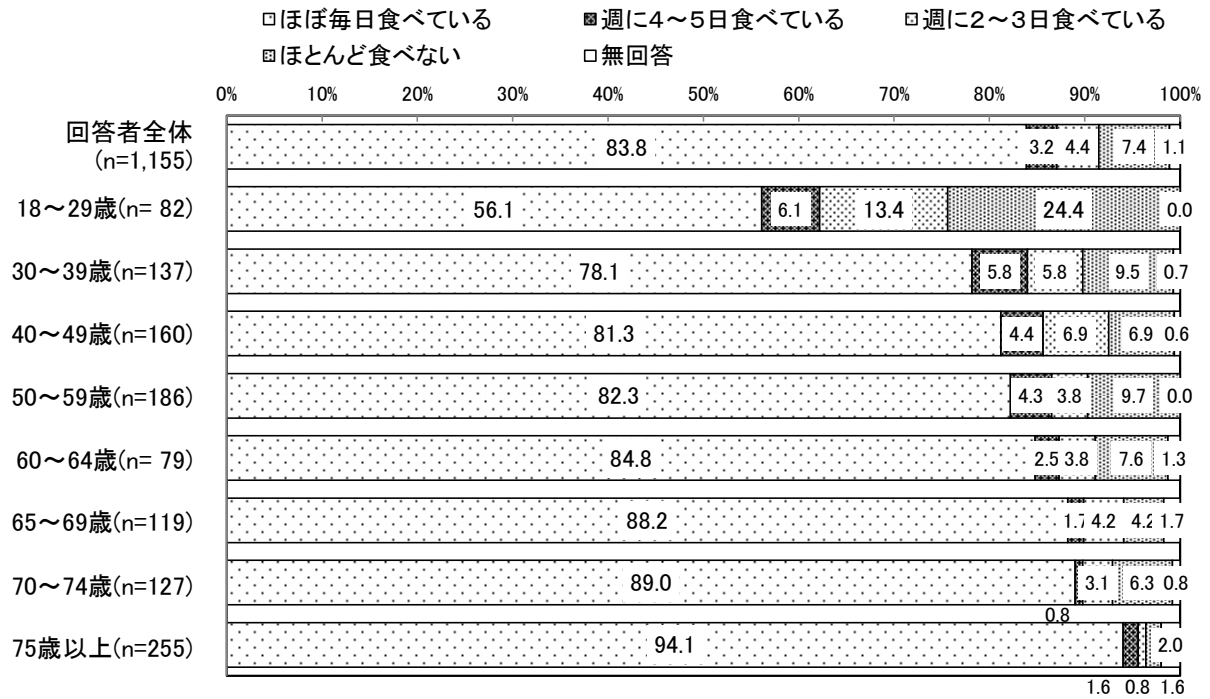 ほぼ毎日食べている 週に4～5日食べている 週に2～3日食べている
ほとんど食べない 無回答
0% 10% 20% 30% 40% 50% 60% 70% 80% 90% 100%
回答者全体
(n=1,155)
83.8 3.2 4.4 7.4 1.1
18～29歳(n= 82) 56.1 6.1 13.4 24.4 0.0
30～39歳(n=137) 78.1 5.8 5.8 9.5 0.7
40～49歳(n=160) 81.3 4.4 6.9 6.9 0.6
50～59歳(n=186) 82.3 4.3 3.8 9.7 0.0
60～64歳(n= 79) 84.8 2.5 3.8 7.6 1.3
65～69歳(n=119) 88.2 1.7 4.2 4.2 1.7
70～74歳(n=127) 89.0 3.1 6.3 0.8
0.8
75歳以上(n=255) 94.1 2.0
1.6 0.8 1.6